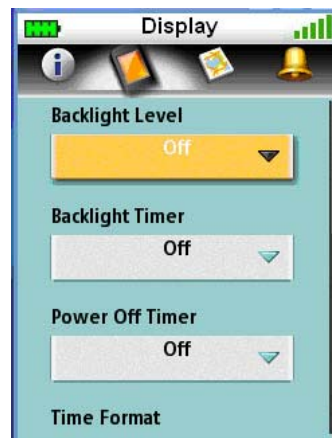 Display
Backlight Level
Off
Backlight Timer
Off
Power Off Timer
Off
Time Format